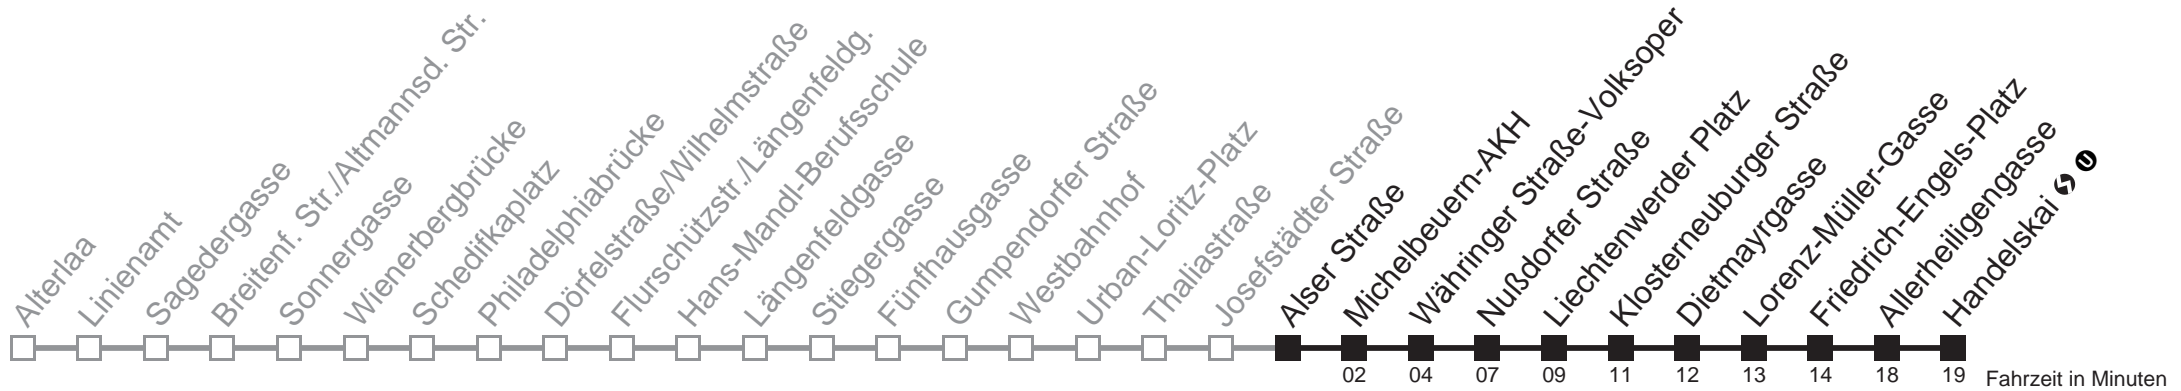 Alterlaa
Linienamt
Sagedergasse
Breitenf. Str./Altmannsd. Str.
Sonnergasse
Wienerbergbrücke
Schedifkaplatz
Philadelphiabrücke
Dörfelstraße/Wilhelmstraße
Flurschützstr./Längenfeldg.
Hans-Mandl-Berufsschule
Längenfeldgasse
Stiegergasse
Fünfhausgasse
Gumpendorfer Straße
Westbahnhof
Urban-Loritz-Platz
Thaliastraße
Josefstädter Straße
Alser Straße
Michelbeuern-AKH
Währinger Straße-Volksoper
Nußdorfer Straße
Liechtenwerder Platz
Klosterneuburger Straße
Dietmayrgasse
Lorenz-Müller-Gasse
Friedrich-Engels-Platz
Allerheiligengasse
Handelskai S U
02 04 07 09 11 12 13 14 18 19 Fahrzeit in Minuten